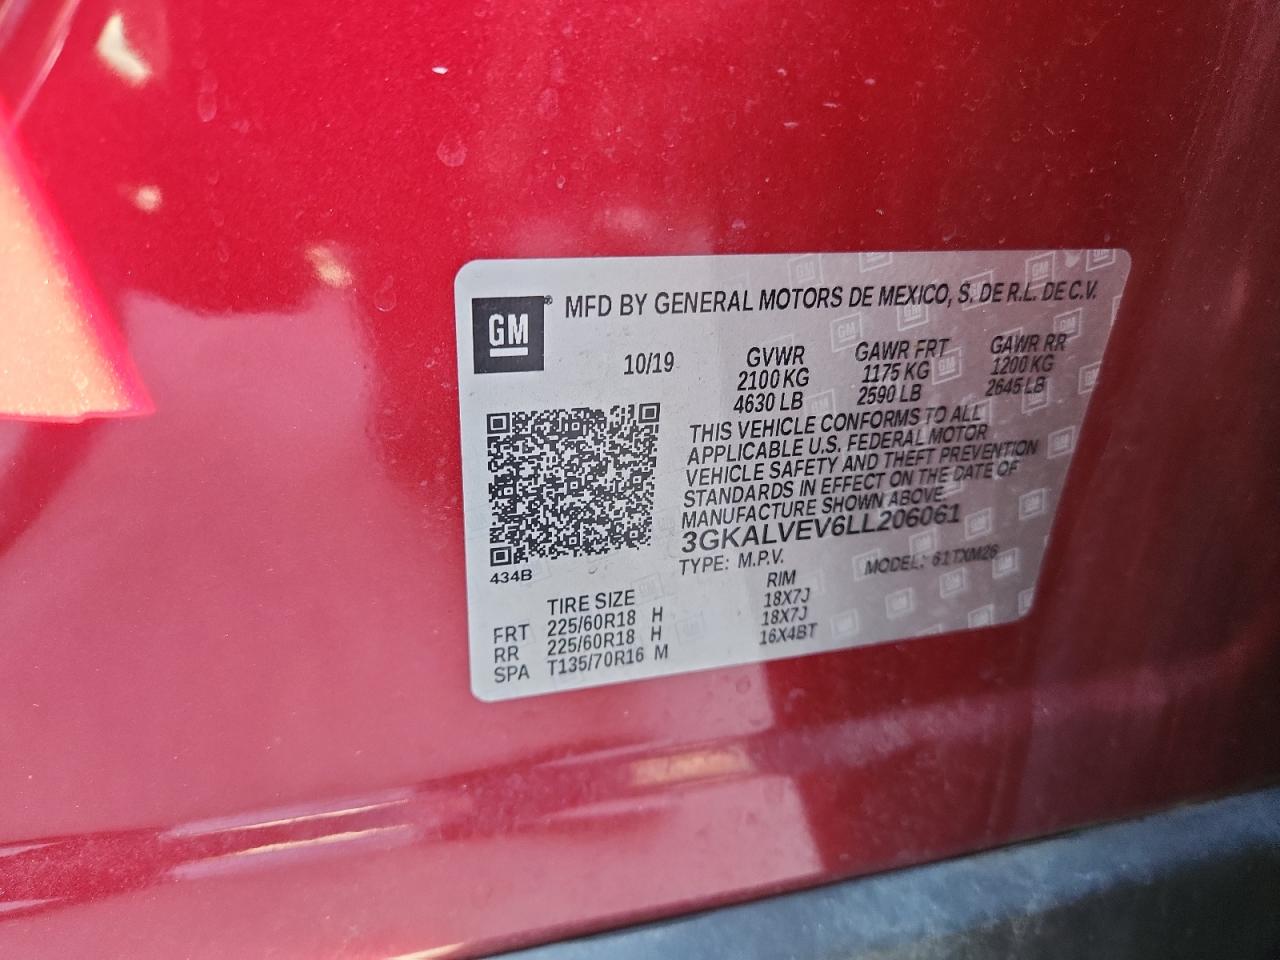 GM® MFD BY GENERAL MOTORS DE MEXICO, S. DE R.L. DE C.V.
10/19 GVWR GAWR FRT GAWR RR
2100 KG 1175 KG 1200 KG
4630 LB 2590 LB 2645 LB
THIS VEHICLE CONFORMS TO ALL
APPLICABLE U.S. FEDERAL MOTOR
VEHICLE SAFETY AND THEFT PREVENTION
STANDARDS IN EFFECT ON THE DATE OF
MANUFACTURE SHOWN ABOVE.
3GKALVEV6LL206061
TYPE: M.P.V. MODEL: 61TXM26
434B
TIRE SIZE RIM
FRT 225/60R18 H 18X7J
RR 225/60R18 H 18X7J
SPA T135/70R16 M 16X4BT